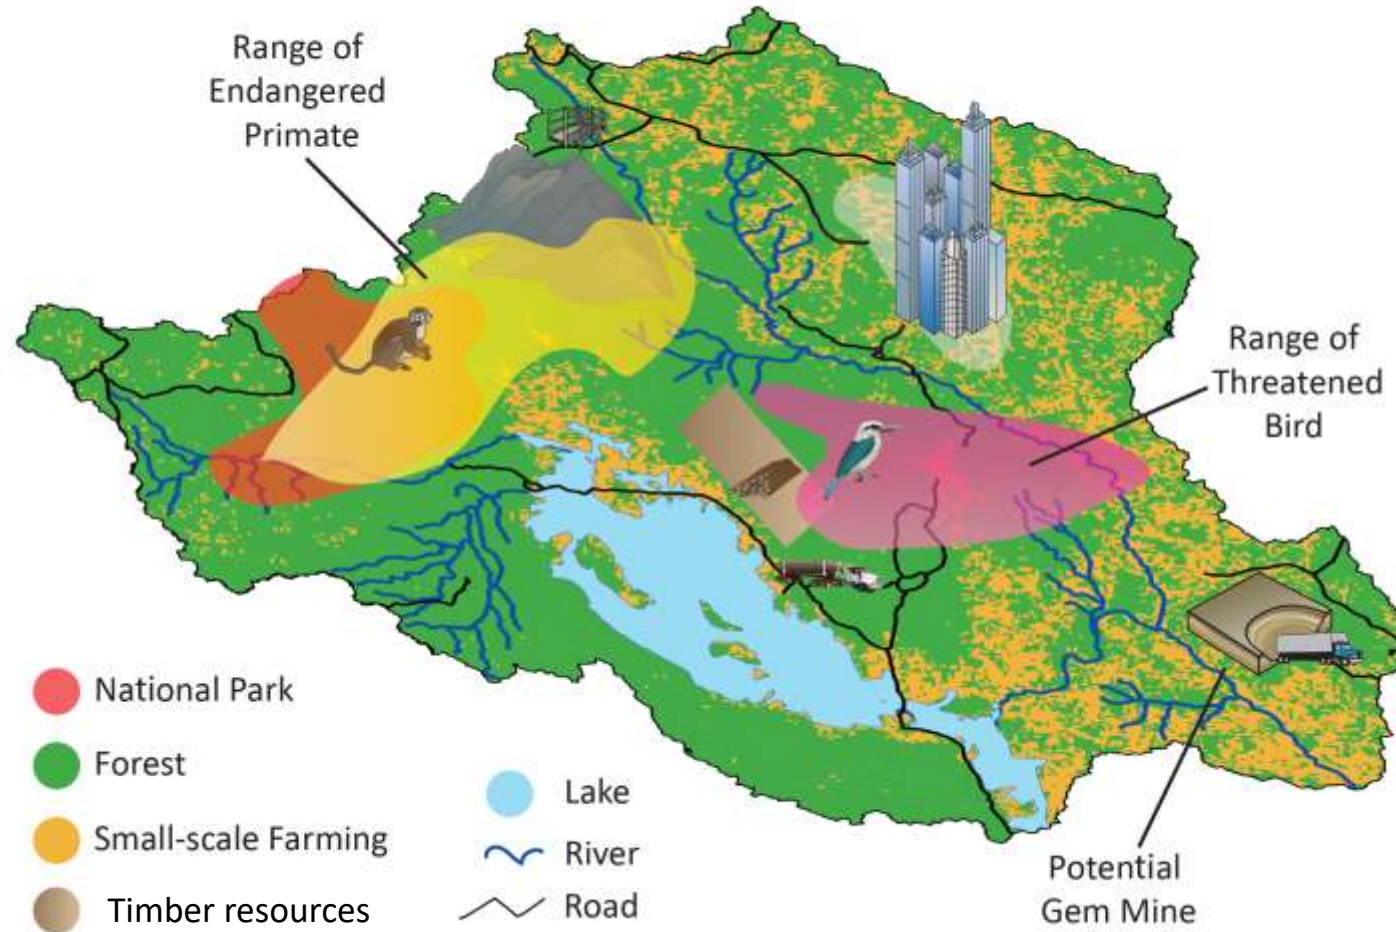 Range of
Endangered
Primate
Range of
Threatened
Bird
National Park
Forest
Small-scale Farming
Timber resources
Lake
River
Road
Potential
Gem Mine